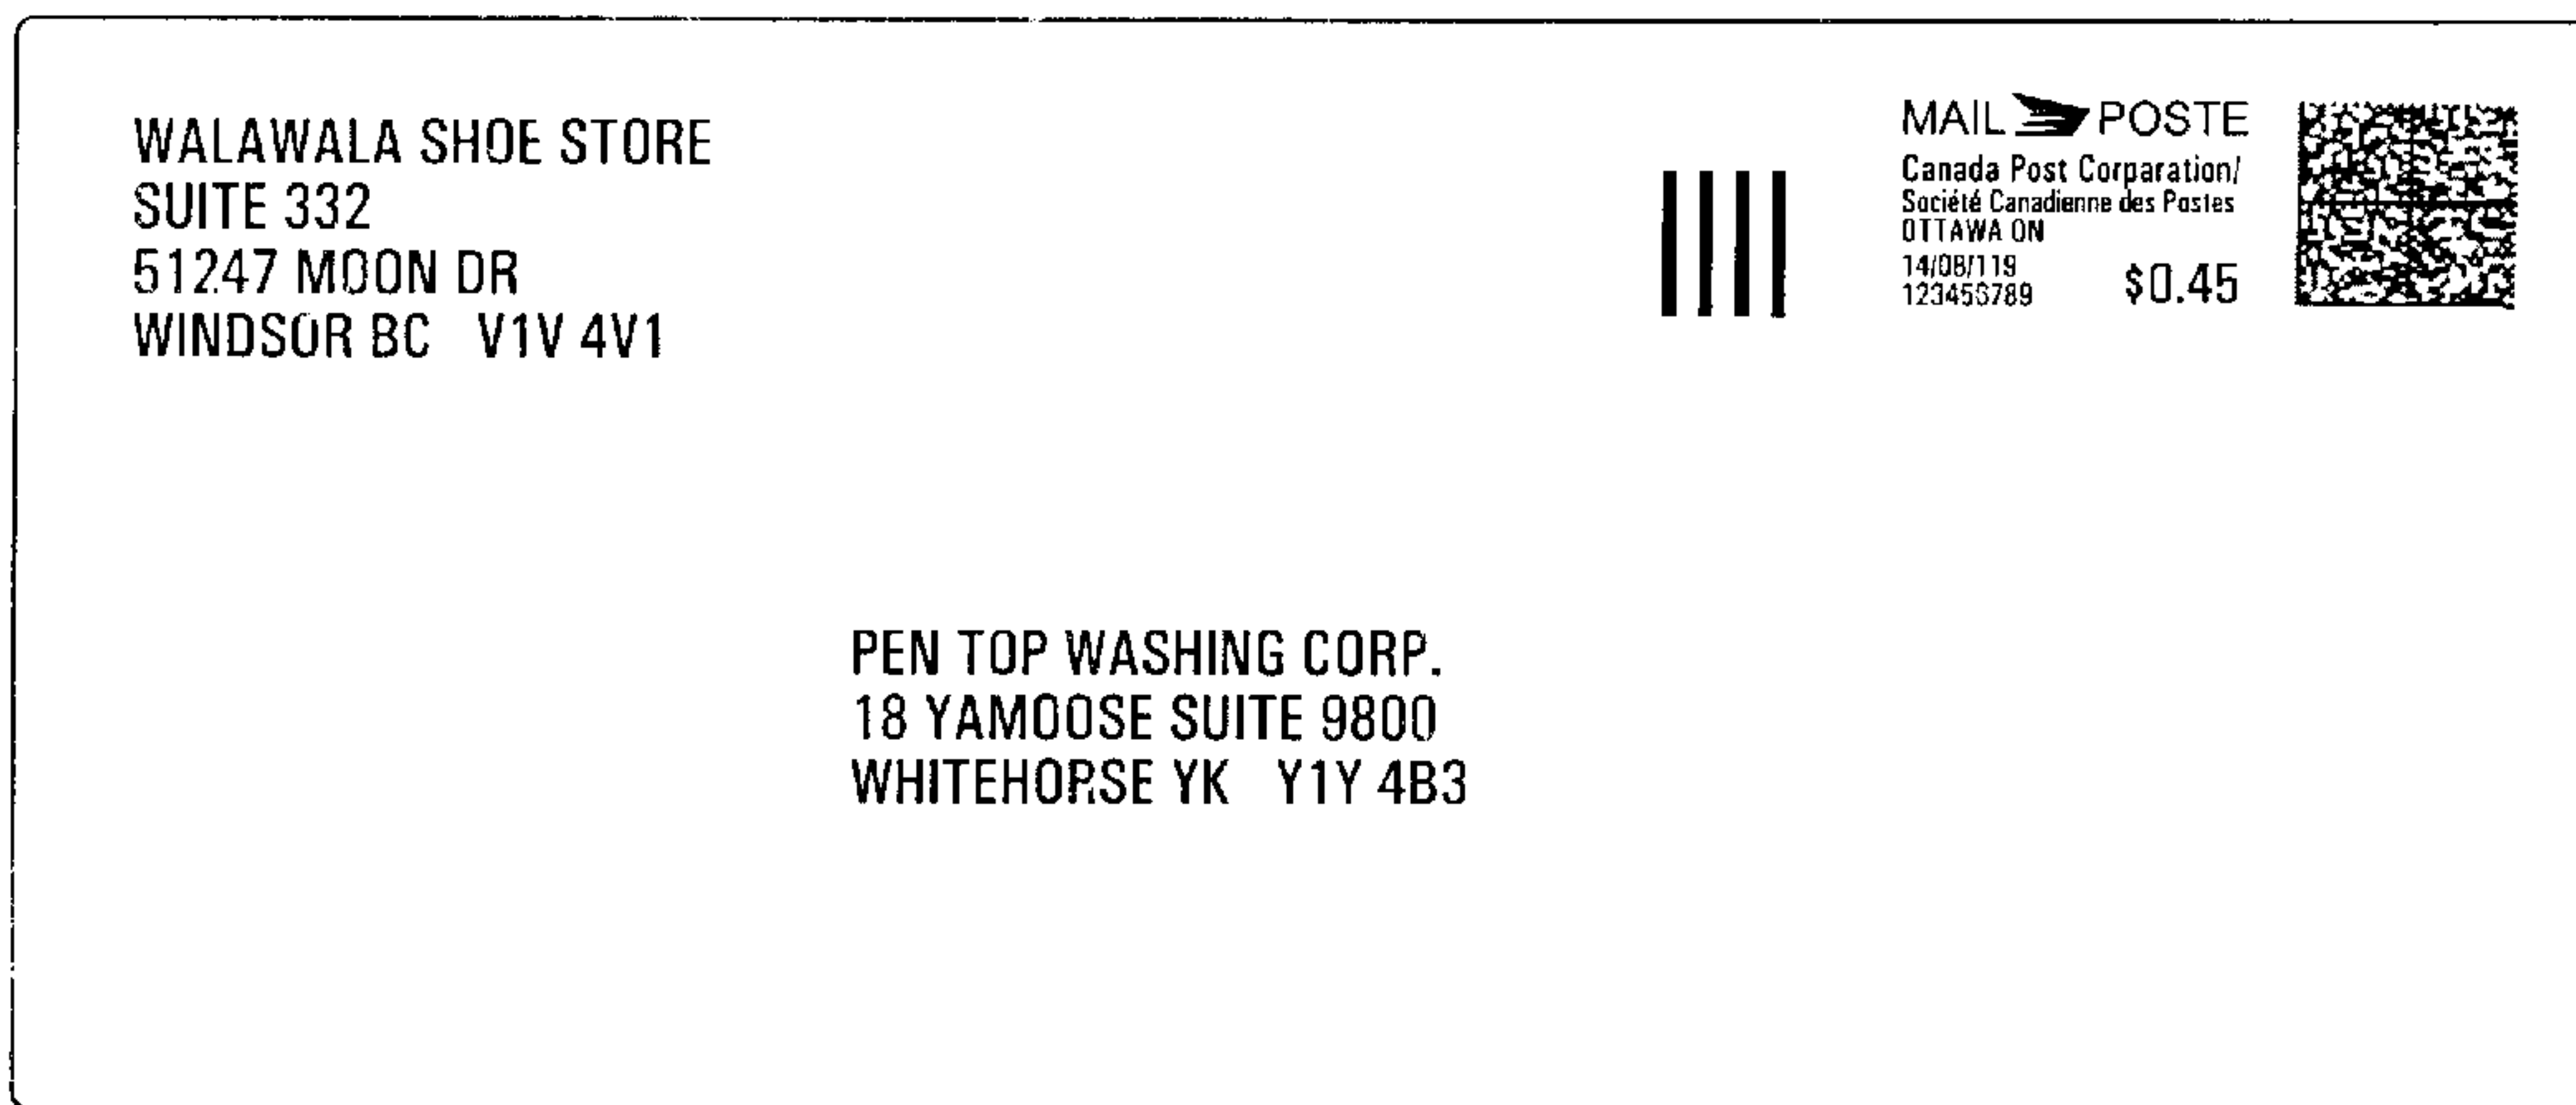 WALAWALA SHOE STORE
SUITE 332
51247 MOON DR
WINDSOR BC V1V 4V1
MAIL POSTE
Canada Post Corparation/
Société Canadienne des Postes
OTTAWA ON
14/08/119
123456789 $0.45
PEN TOP WASHING CORP.
18 YAMOOSE SUITE 9800
WHITEHORSE YK Y1Y 4B3